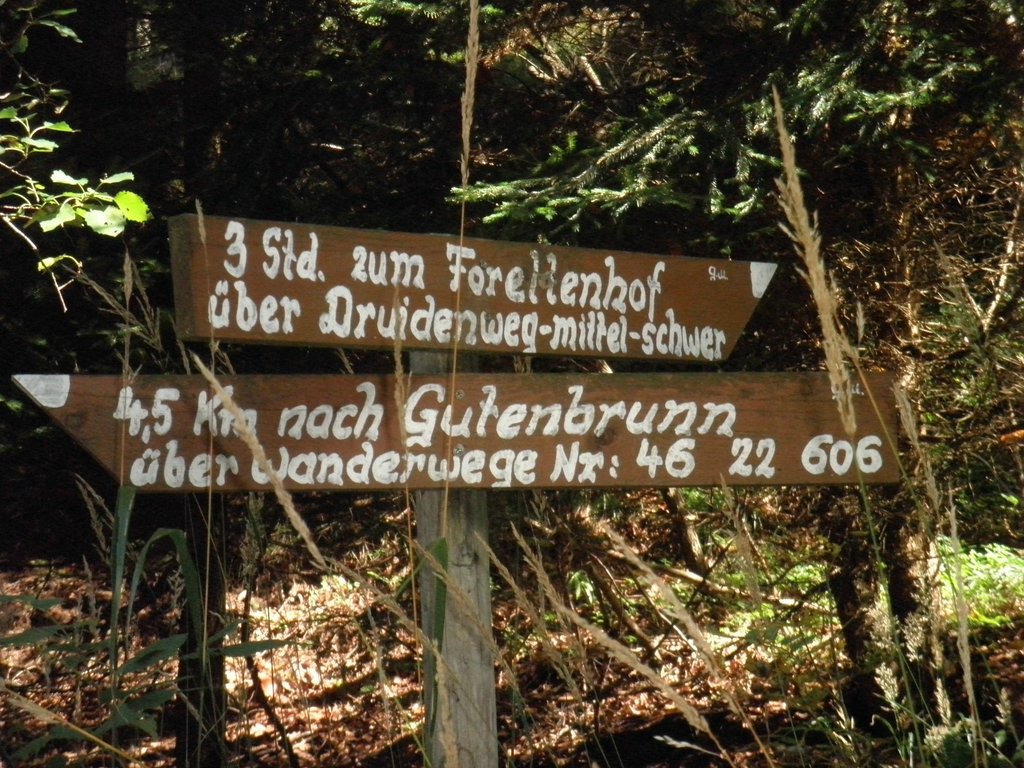 3 Std. zum Forellenhof
über Druidenweg-mittel-schwer
4,5 Km nach Gutenbrunn
über Wanderwege Nr: 46 22 606